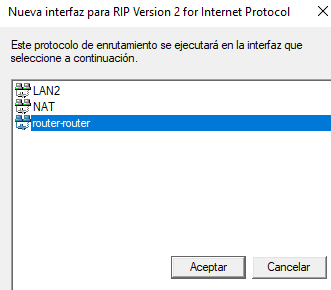 Nueva interfaz para RIP Version 2 for Internet Protocol
Este protocolo de enrutamiento se ejecutará en la interfaz que
seleccione a continuación.
LAN2
NAT
router-router
Aceptar
Cancelar